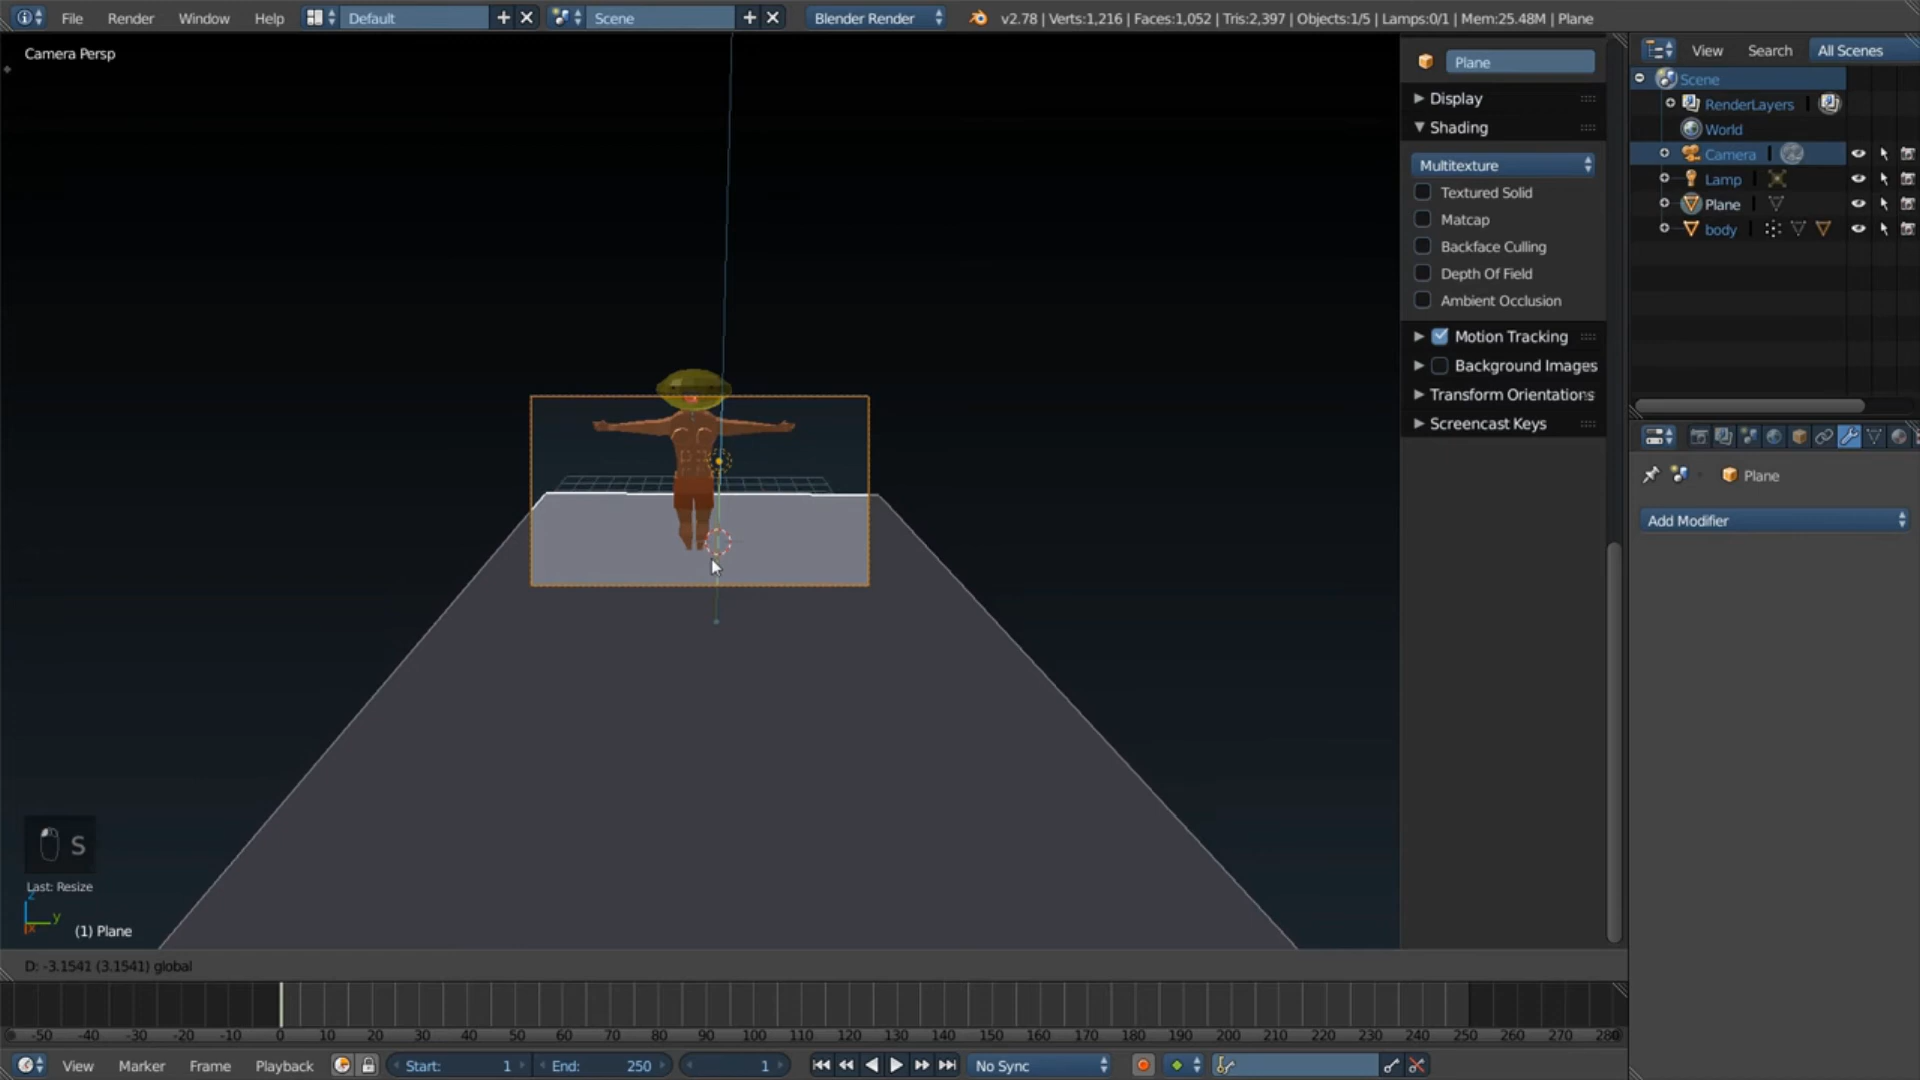 File Render Window Help Default Scene Blender Render v2.78 | Verts:1,216 | Faces:1,052 | Tris:2,397 | Objects:1/5 | Lamps:0/1 | Mem:25.48M | Plane
Camera Persp
Plane
Display
Shading
Multitexture
Textured Solid
Matcap
Backface Culling
Depth Of Field
Ambient Occlusion
Motion Tracking
Background Images
Transform Orientations
Screencast Keys
View Search All Scenes
Scene
RenderLayers
World
Camera
Lamp
Plane
body
Plane
Add Modifier
S
Last: Resize
z
y
x
(1) Plane
D: -3.1541 (3.1541) global
-50 -40 -30 -20 -10 0 10 20 30 40 50 60 70 80 90 100 110 120 130 140 150 160 170 180 190 200 210 220 230 240 250 260 270 280
View Marker Frame Playback Start: 1 End: 250 1 No Sync